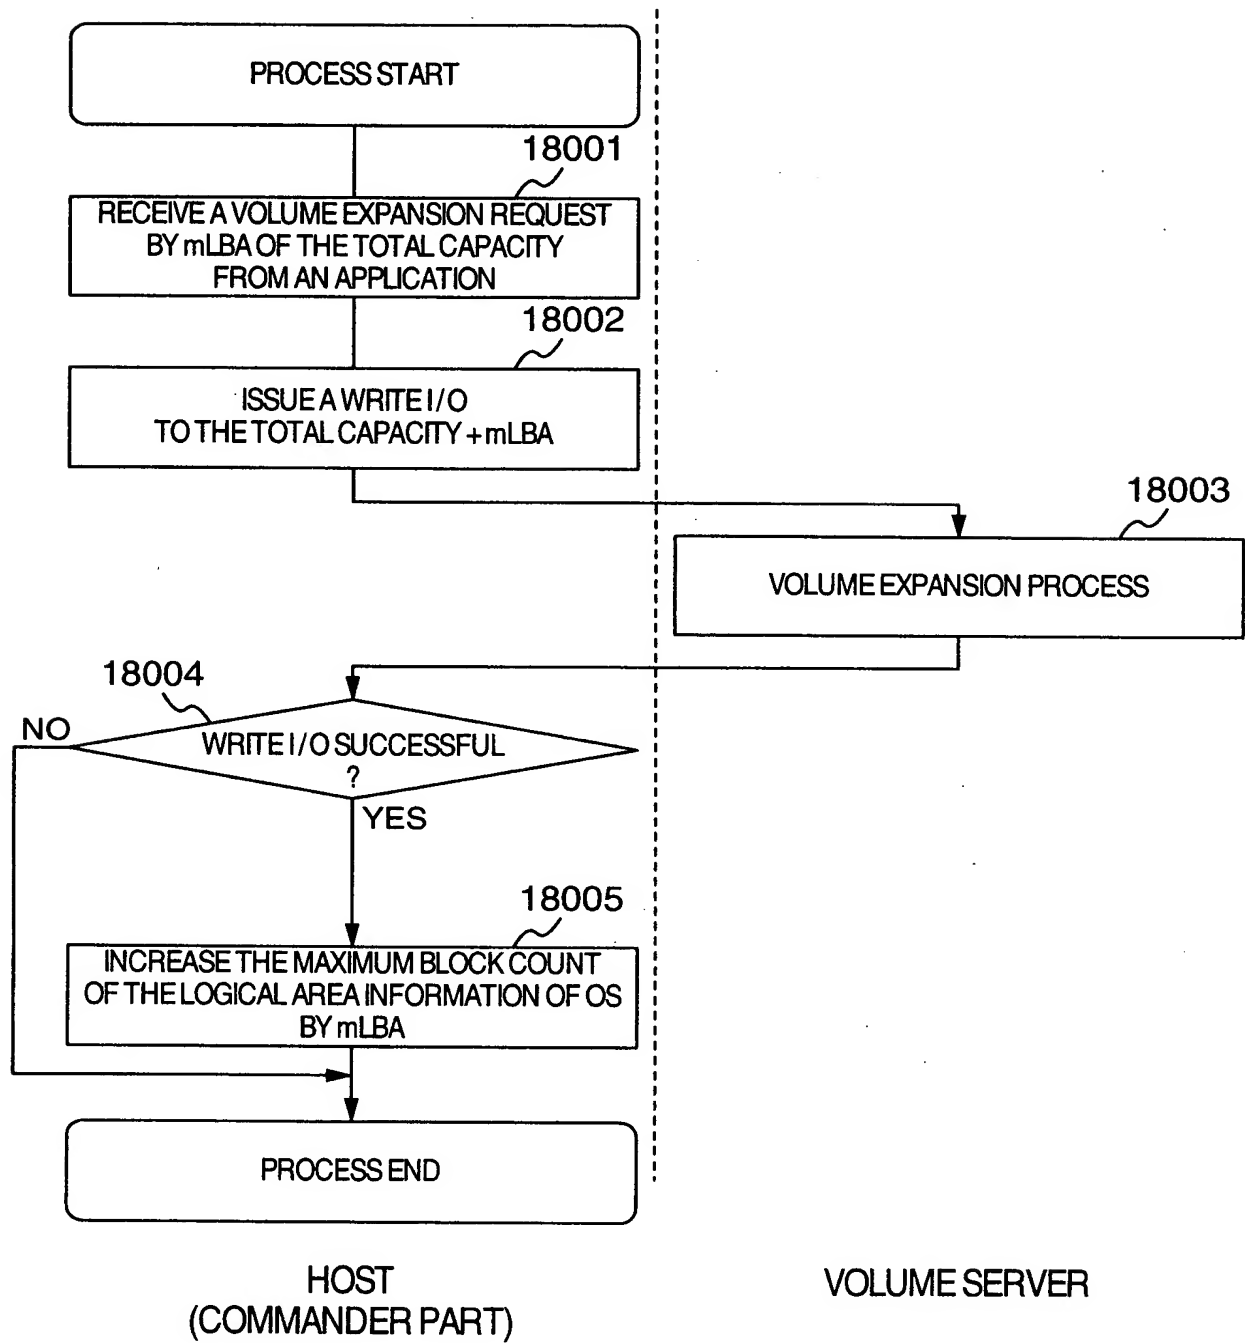 PROCESS START
18001
RECEIVE A VOLUME EXPANSION REQUEST
BY mLBA OF THE TOTAL CAPACITY
FROM AN APPLICATION
18002
ISSUE A WRITE I/O
TO THE TOTAL CAPACITY + mLBA
18003
VOLUME EXPANSION PROCESS
18004
NO
WRITE I/O SUCCESSFUL
?
YES
18005
INCREASE THE MAXIMUM BLOCK COUNT
OF THE LOGICAL AREA INFORMATION OF OS
BY mLBA
PROCESS END
HOST
(COMMANDER PART)
VOLUME SERVER